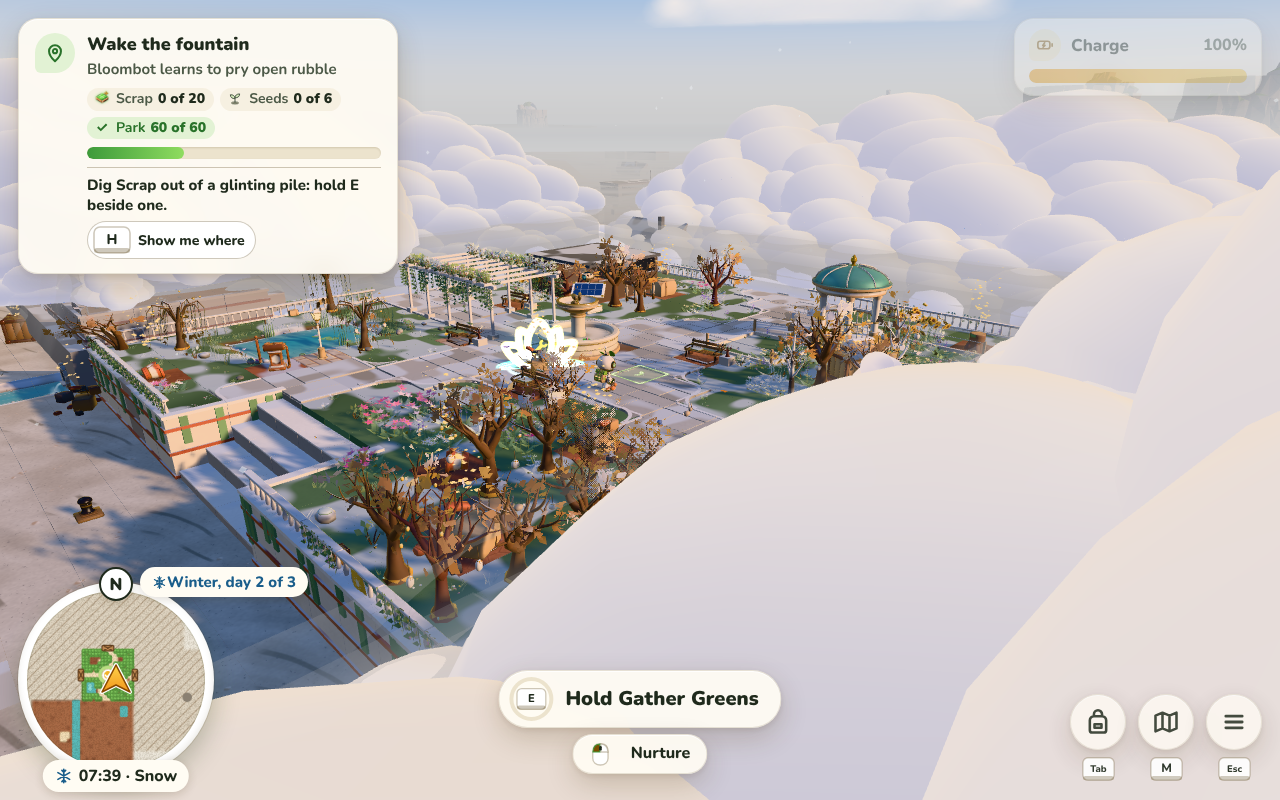 Wake the fountain
Bloombot learns to pry open rubble
Scrap 0 of 20
Seeds 0 of 6
Park 60 of 60
Dig Scrap out of a glinting pile: hold E
beside one.
H Show me where
Charge 100%
N
Winter, day 2 of 3
07:39 · Snow
E Hold Gather Greens
Nurture
Tab
M
Esc